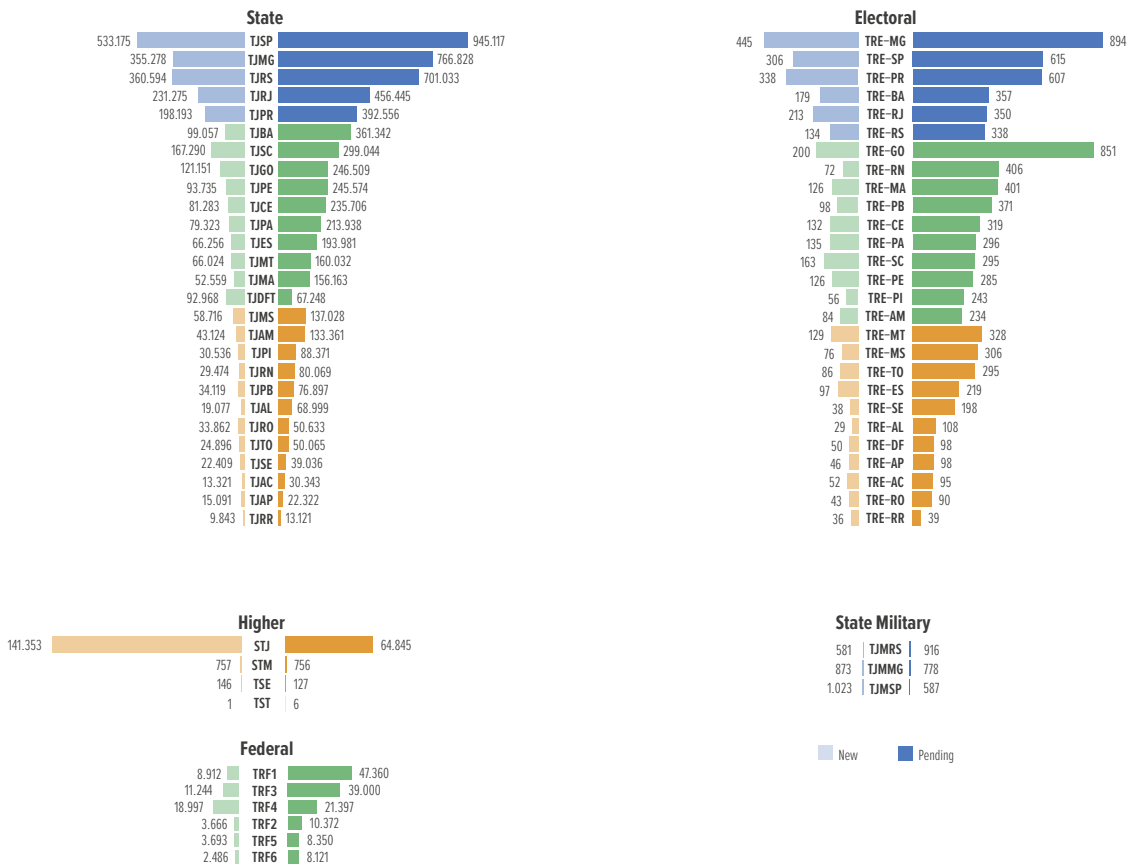 State
533.175 TJSP 945.117
355.278 TJMG 766.828
360.594 TJRS 701.033
231.275 TJRJ 456.445
198.193 TJPR 392.556
99.057 TJBA 361.342
167.290 TJSC 299.044
121.151 TJGO 246.509
93.735 TJPE 245.574
81.283 TJCE 235.706
79.323 TJPA 213.938
66.256 TJES 193.981
66.024 TJMT 160.032
52.559 TJMA 156.163
92.968 TJDFT 67.248
58.716 TJMS 137.028
43.124 TJAM 133.361
30.536 TJPI 88.371
29.474 TJRN 80.069
34.119 TJPB 76.897
19.077 TJAL 68.999
33.862 TJRO 50.633
24.896 TJTO 50.065
22.409 TJSE 39.036
13.321 TJAC 30.343
15.091 TJAP 22.322
9.843 TJRR 13.121
Electoral
445 TRE-MG 894
306 TRE-SP 615
338 TRE-PR 607
179 TRE-BA 357
213 TRE-RJ 350
134 TRE-RS 338
200 TRE-GO 851
72 TRE-RN 406
126 TRE-MA 401
98 TRE-PB 371
132 TRE-CE 319
135 TRE-PA 296
163 TRE-SC 295
126 TRE-PE 285
56 TRE-PI 243
84 TRE-AM 234
129 TRE-MT 328
76 TRE-MS 306
86 TRE-TO 295
97 TRE-ES 219
38 TRE-SE 198
29 TRE-AL 108
50 TRE-DF 98
46 TRE-AP 98
52 TRE-AC 95
43 TRE-RO 90
36 TRE-RR 39
Higher
141.353 STJ 64.845
757 STM 756
146 TSE 127
1 TST 6
State Military
581 TJMRS 916
873 TJMMG 778
1.023 TJMSP 587
Federal
8.912 TRF1 47.360
11.244 TRF3 39.000
18.997 TRF4 21.397
3.666 TRF2 10.372
3.693 TRF5 8.350
2.486 TRF6 8.121
New Pending